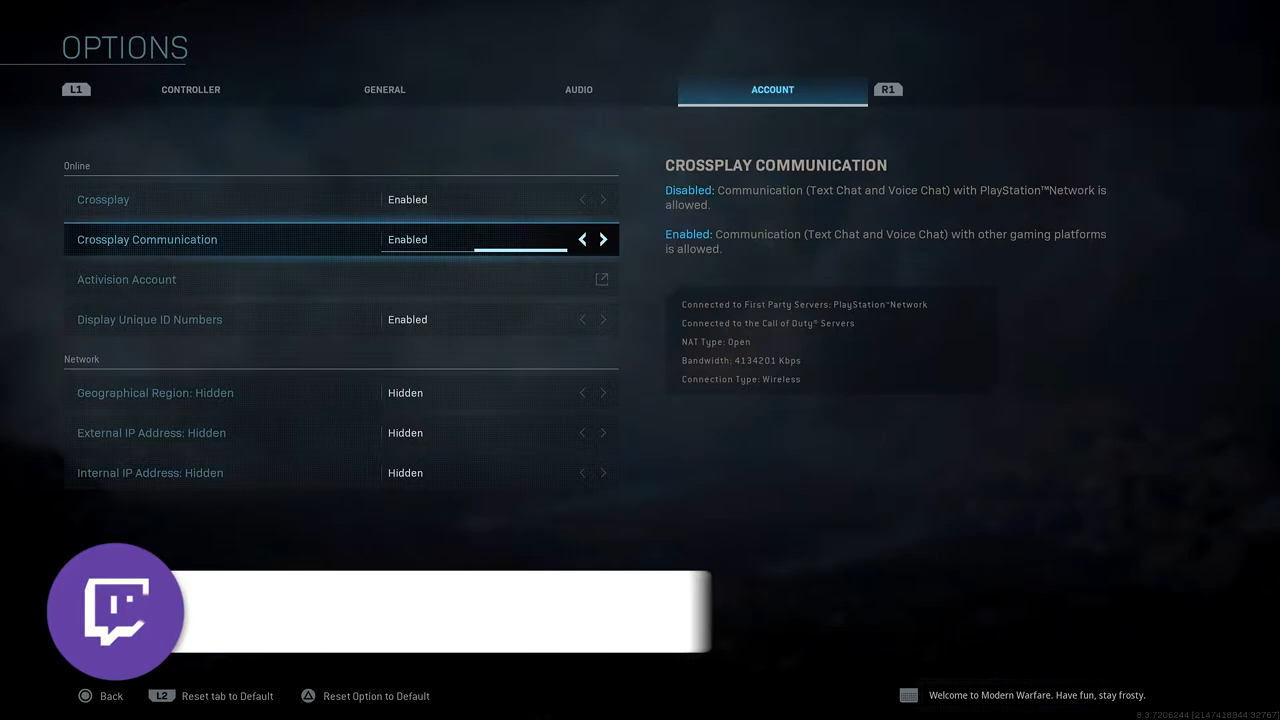 OPTIONS
L1 CONTROLLER GENERAL AUDIO ACCOUNT R1
Online
Crossplay Enabled
Crossplay Communication Enabled
Activision Account
Display Unique ID Numbers Enabled
Network
Geographical Region: Hidden Hidden
External IP Address: Hidden Hidden
Internal IP Address: Hidden Hidden
CROSSPLAY COMMUNICATION
Disabled: Communication (Text Chat and Voice Chat) with PlayStation™Network is
allowed.
Enabled: Communication (Text Chat and Voice Chat) with other gaming platforms
is allowed.
Connected to First Party Servers: PlayStation™Network
Connected to the Call of Duty® Servers
NAT Type: Open
Bandwidth: 4134201 Kbps
Connection Type: Wireless
Back L2 Reset tab to Default Reset Option to Default
Welcome to Modern Warfare. Have fun, stay frosty.
8.3.7206244 [2147418944:32767]